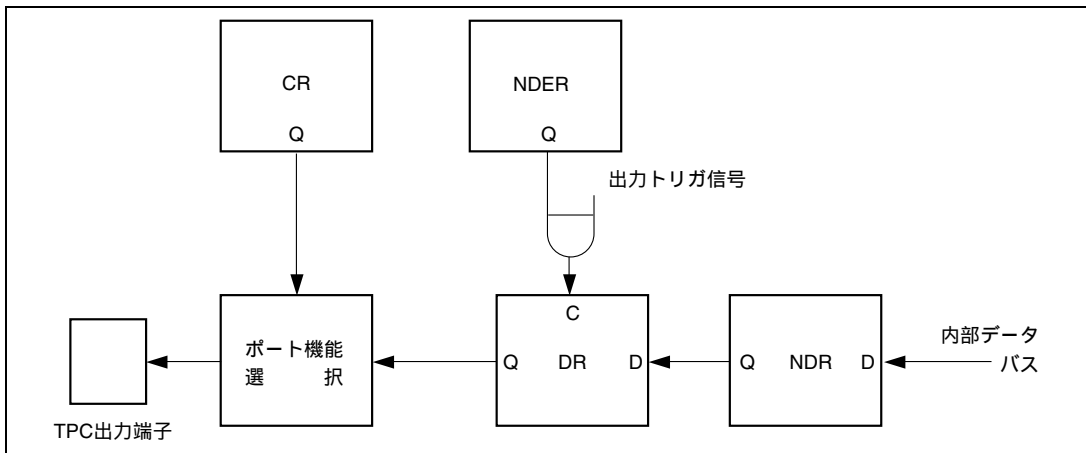 CR
Q
NDER
Q
出力トリガ信号
C
ポート機能
選 択
Q DR D
Q NDR D
内部データ
バス
TPC出力端子